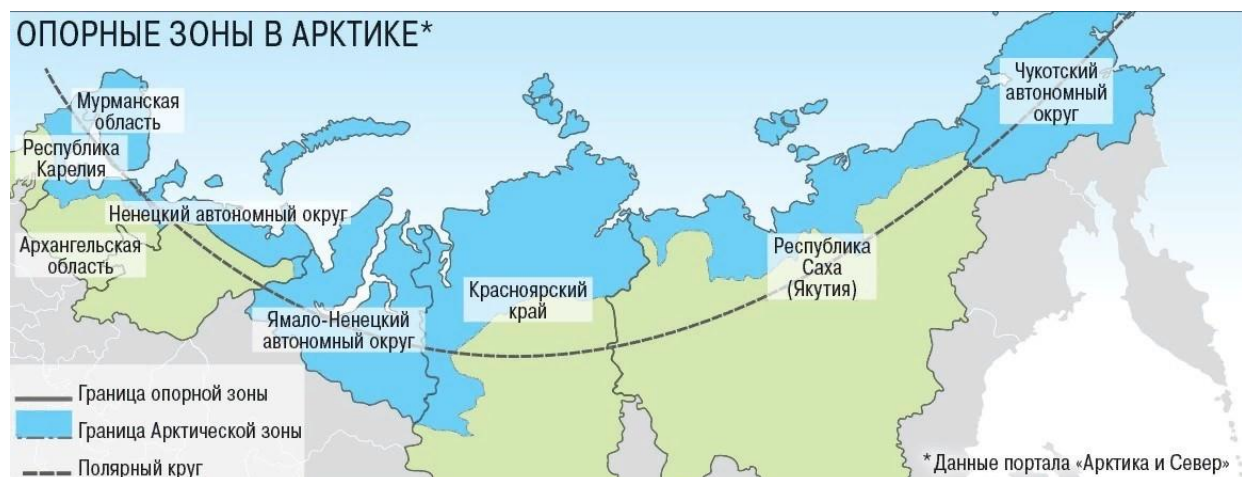 ОПОРНЫЕ ЗОНЫ В АРКТИКЕ*
Мурманская
область
Республика
Карелия
Ненецкий автономный округ
Архангельская
область
Ямало-Ненецкий
автономный округ
Красноярский
край
Республика
Саха
(Якутия)
Чукотский
автономный
округ
Граница опорной зоны
Граница Арктической зоны
Полярный круг
*Данные портала «Арктика и Север»